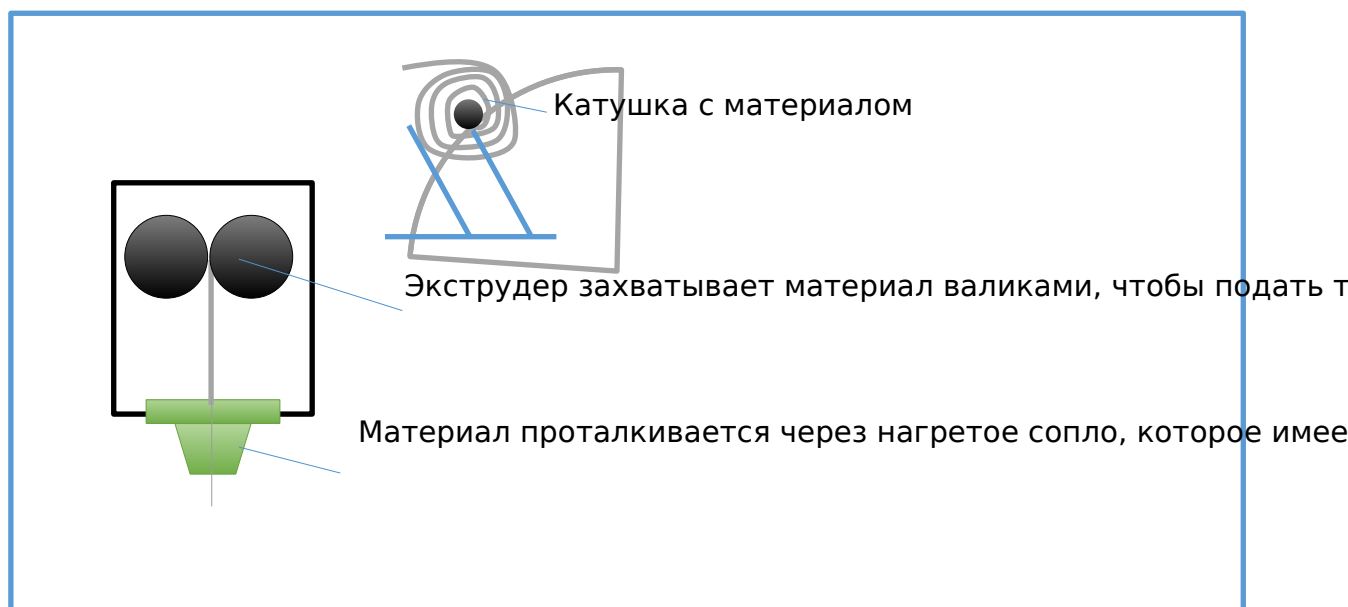 Катушка с материалом
Экструдер захватывает материал валиками, чтобы подать т
Материал проталкивается через нагретое сопло, которое имее